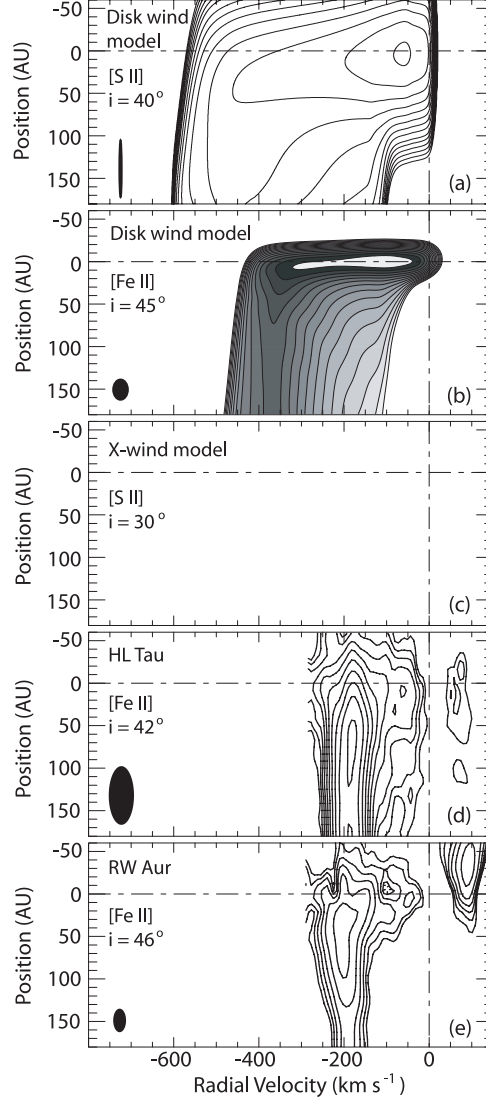 -50
0
50
100
150
Position (AU)
Disk wind
model
[S II]
i = 40°
(a)
-50
0
50
100
150
Position (AU)
Disk wind model
[Fe II]
i = 45°
(b)
-50
0
50
100
150
Position (AU)
X-wind model
[S II]
i = 30°
(c)
-50
0
50
100
150
Position (AU)
HL Tau
[Fe II]
i = 42°
(d)
-50
0
50
100
150
Position (AU)
RW Aur
[Fe II]
i = 46°
(e)
-600 -400 -200 0
Radial Velocity (km s⁻¹)